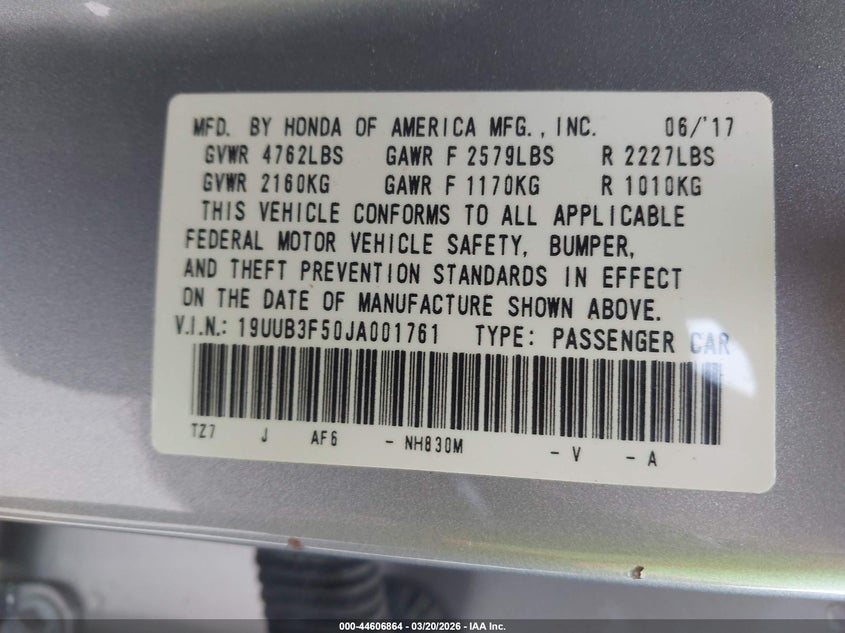 MFD. BY HONDA OF AMERICA MFG., INC. 06/'17
GVWR 4762LBS GAWR F 2579LBS R 2227LBS
GVWR 2160KG GAWR F 1170KG R 1010KG
THIS VEHICLE CONFORMS TO ALL APPLICABLE
FEDERAL MOTOR VEHICLE SAFETY, BUMPER,
AND THEFT PREVENTION STANDARDS IN EFFECT
ON THE DATE OF MANUFACTURE SHOWN ABOVE.
V.I.N.: 19UUB3F50JA001761 TYPE: PASSENGER CAR
TZ7 J AF6 - NH830M - V - A
000-44606864 - 03/20/2026 - IAA Inc.